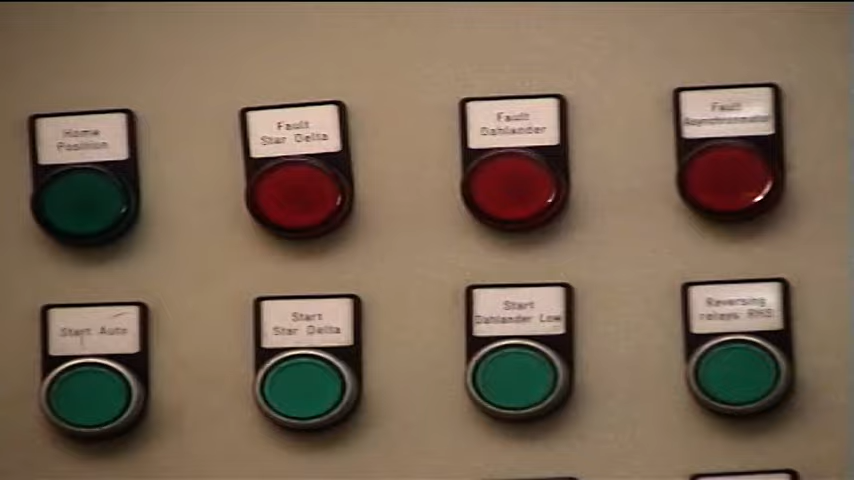 Home
Position
Fault
Star Delta
Fault
Dahlander
Fault
Asynchronmotor
Start Auto
Start
Star Delta
Start
Dahlander Low
Reversing
relays RHS